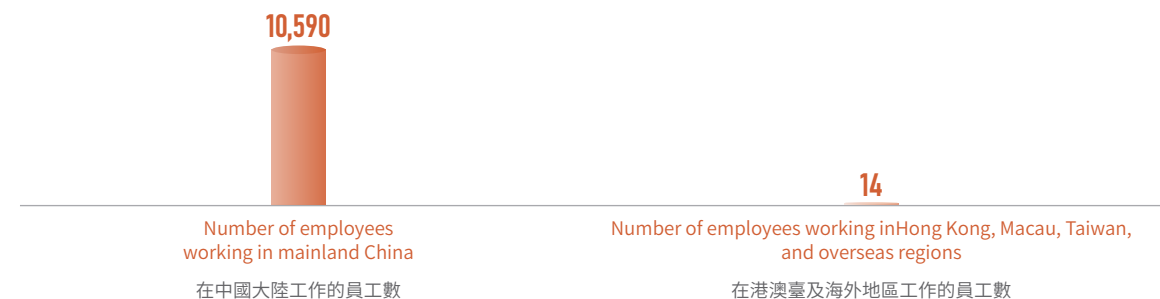 10,590
14
Number of employees
working in mainland China
在中國大陸工作的員工數
Number of employees working inHong Kong, Macau, Taiwan,
and overseas regions
在港澳臺及海外地區工作的員工數